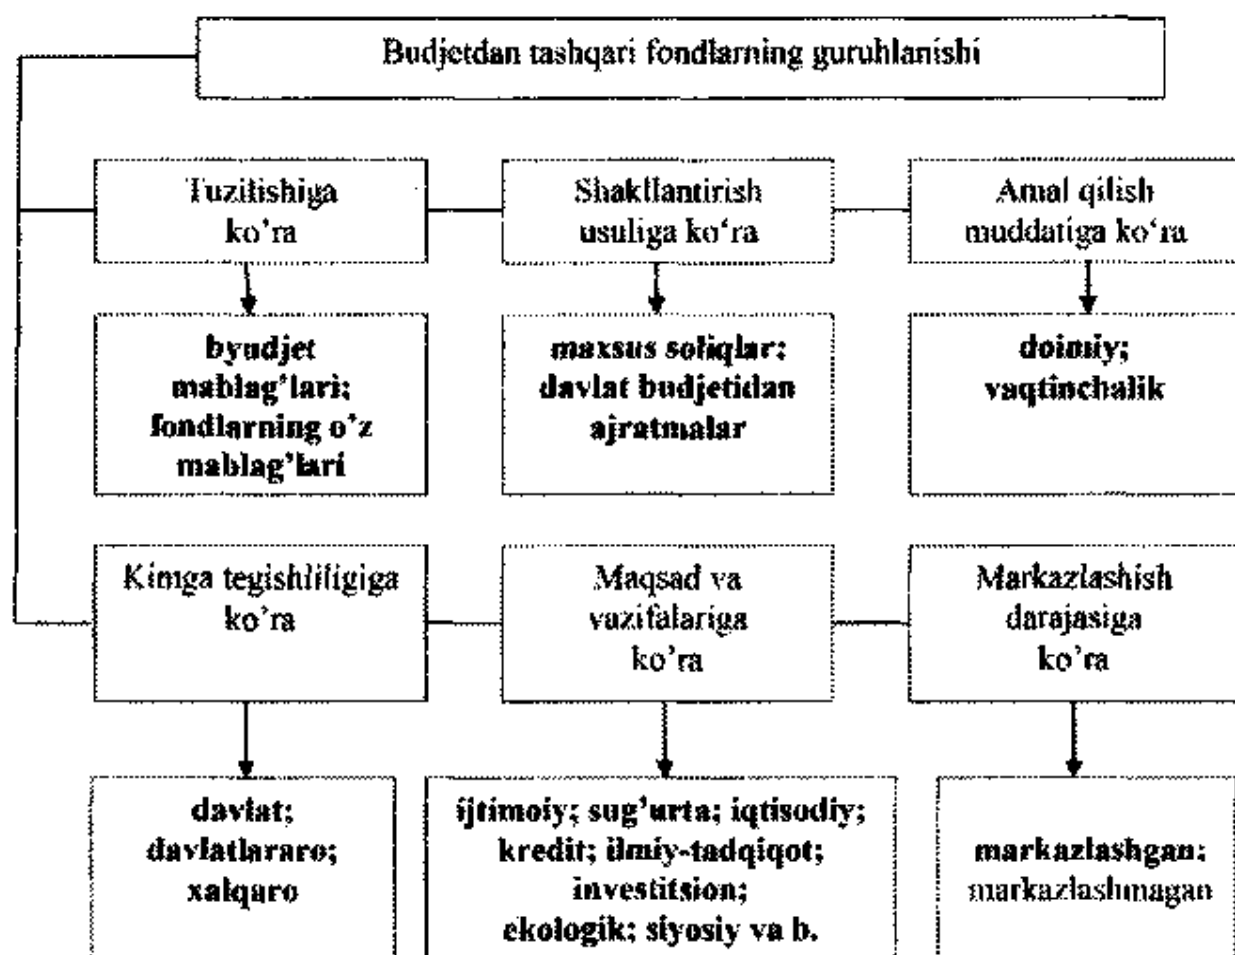 Budjetdan tashqari fondlarning guruhlanishi
Tuzilishiga
ko’ra
Shakllantirish
usuliga ko‘ra
Amal qilish
muddatiga ko‘ra
byudjet
mablag’lari;
fondlarning o’z
mablag’lari
maxsus soliqlar;
davlat budjetidan
ajratmalar
doimiy;
vaqtinchalik
Kimga tegishliligiga
ko’ra
Maqsad va
vazifalariga
ko’ra
Markazlashish
darajasiga
ko’ra
davlat;
davlatlararo;
xalqaro
ijtimoiy; sug’urta; iqtisodiy;
kredit; ilmiy-tadqiqot;
investitsion;
ekologik; siyosiy va b.
markazlashgan;
markazlashmagan